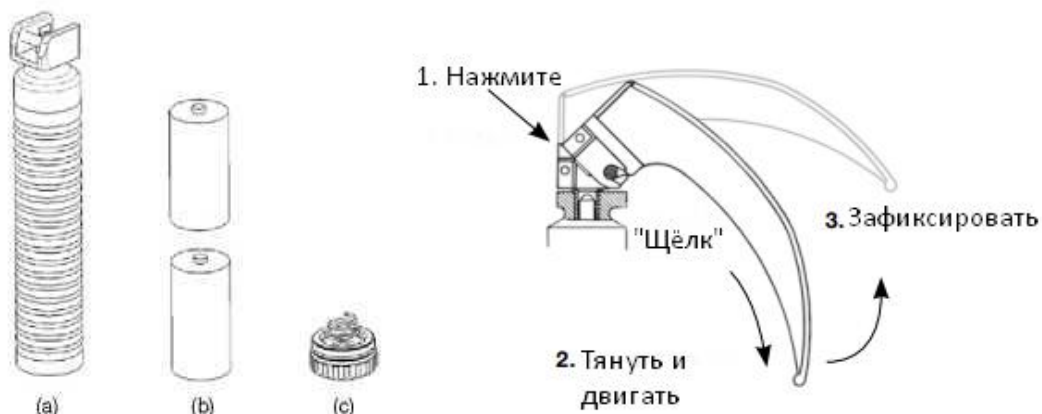 1. Нажмите
"Щёлк"
3. Зафиксировать
2. Тянуть и
двигать
(a)
(b)
(c)